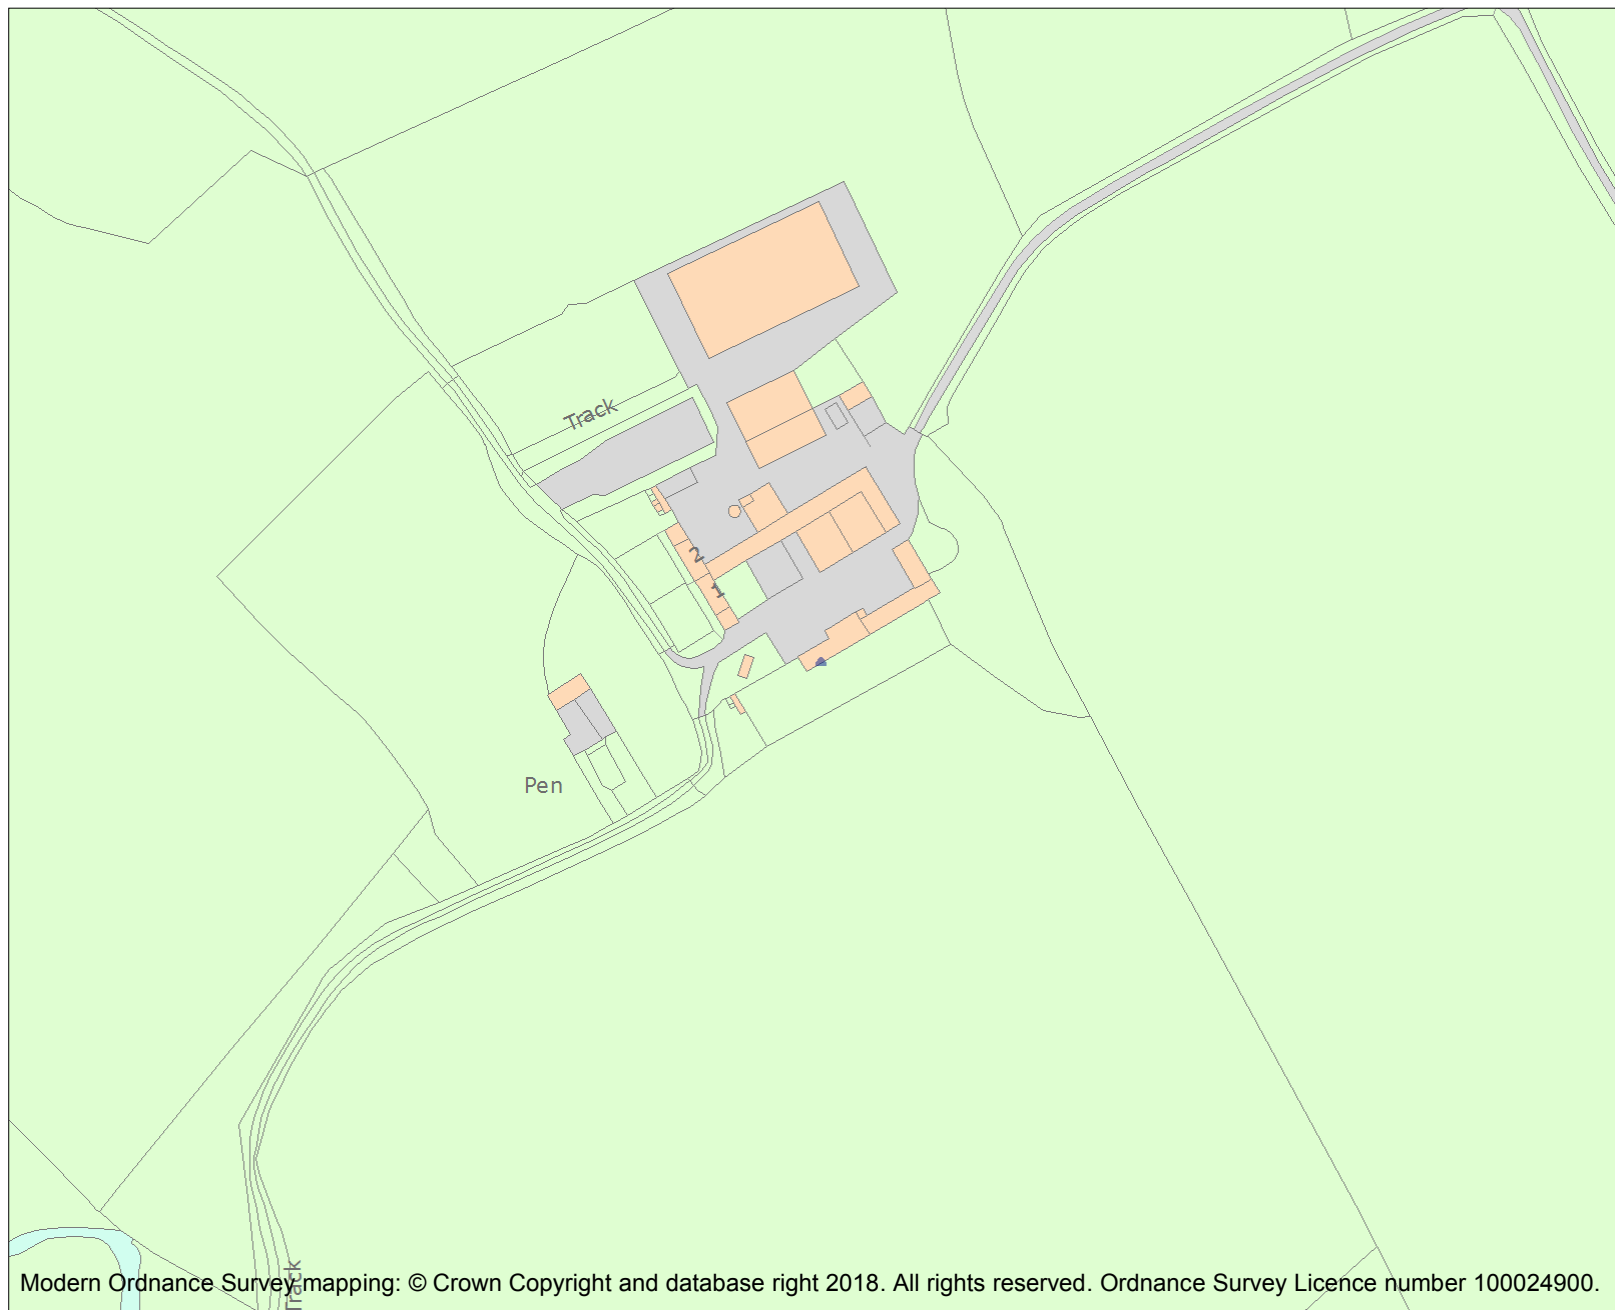 Track
2
1
Pen
Track
Modern Ordnance Survey mapping: © Crown Copyright and database right 2018. All rights reserved. Ordnance Survey Licence number 100024900.